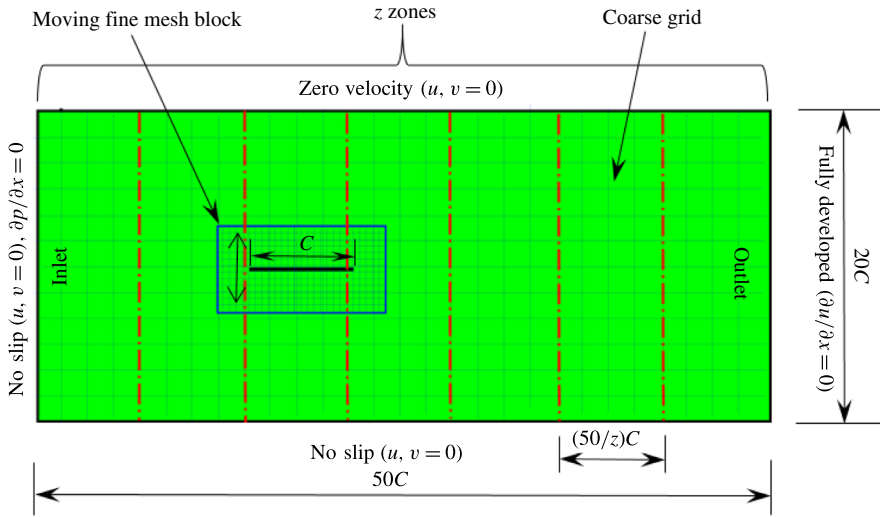 Moving fine mesh block
z zones
Coarse grid
Zero velocity (u, v = 0)
No slip (u, v = 0), ∂p/∂x = 0
Inlet
C
Outlet
Fully developed (∂u/∂x = 0)
20C
No slip (u, v = 0)
(50/z)C
50C